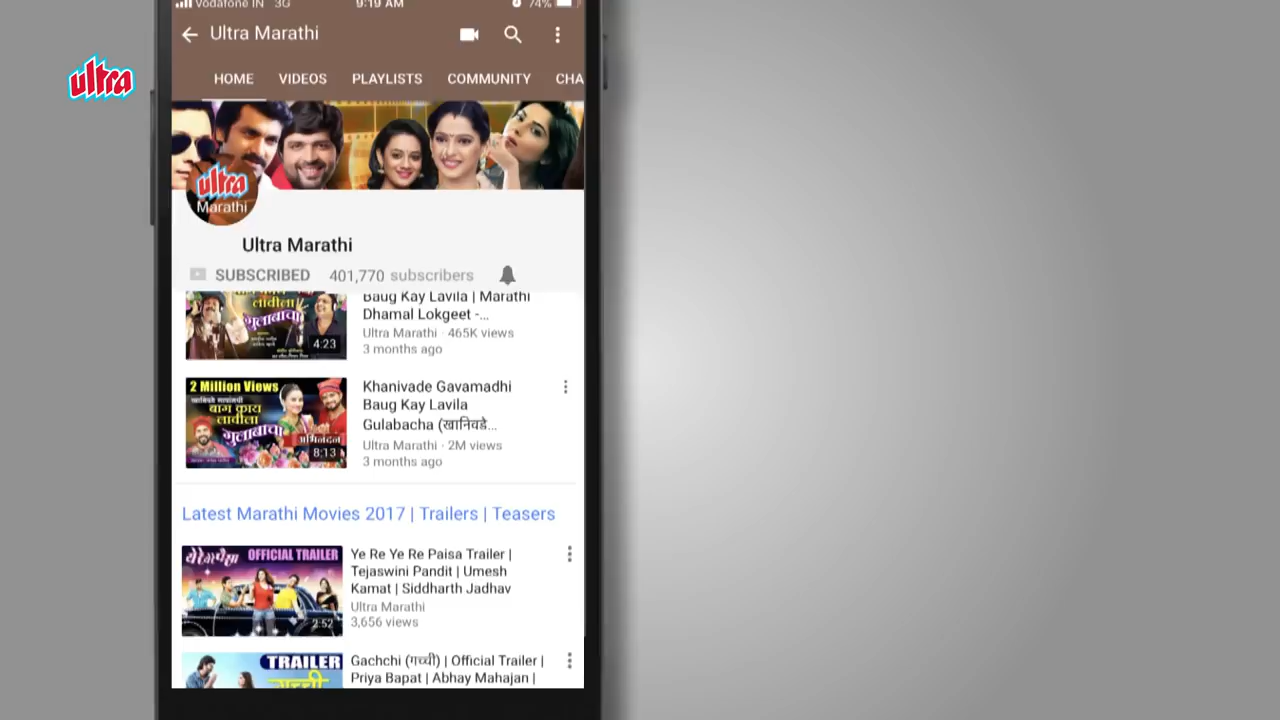 Vodafone IN 3G 9:19 AM 74%
Ultra Marathi
ultra
HOME VIDEOS PLAYLISTS COMMUNITY CHA
ultra
Marathi
Ultra Marathi
SUBSCRIBED 401,770 subscribers
लावीला
गुलाबाचा
4:23
Baug Kay Lavila | Marathi
Dhamal Lokgeet -...
Ultra Marathi · 465K views
3 months ago
2 Million Views
बाग काय
लावीला
गुलाबाचा
अभिनंदन
8:13
Khanivade Gavamadhi
Baug Kay Lavila
Gulabacha (खानिवडे...
Ultra Marathi · 2M views
3 months ago
Latest Marathi Movies 2017 | Trailers | Teasers
येरे येरे पैसा OFFICIAL TRAILER
2:52
Ye Re Ye Re Paisa Trailer |
Tejaswini Pandit | Umesh
Kamat | Siddharth Jadhav
Ultra Marathi
3,656 views
TRAILER
गच्ची
Gachchi (गच्ची) | Official Trailer |
Priya Bapat | Abhay Mahajan |